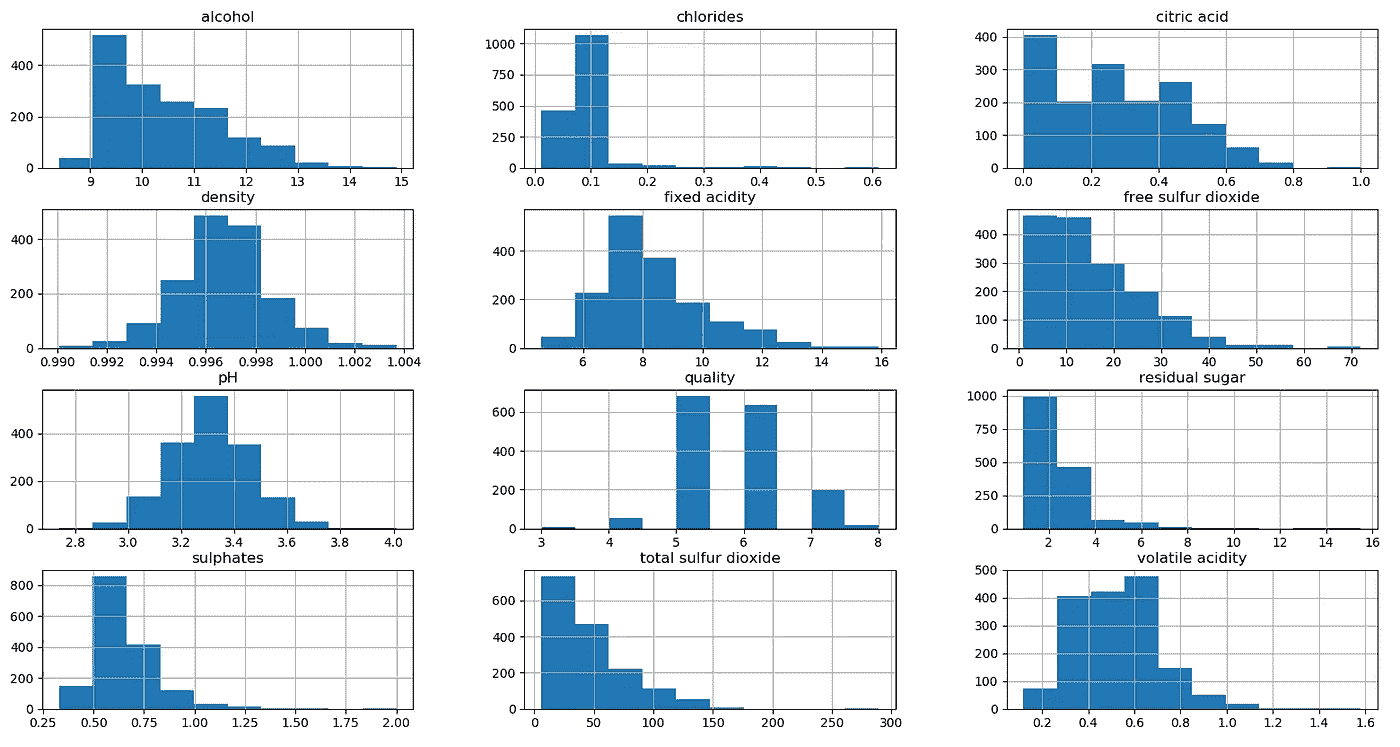 alcohol
400
200
0
9 10 11 12 13 14 15
chlorides
1000
750
500
250
0
0.0 0.1 0.2 0.3 0.4 0.5 0.6
citric acid
400
300
200
100
0
0.0 0.2 0.4 0.6 0.8 1.0
density
400
200
0
0.990 0.992 0.994 0.996 0.998 1.000 1.002 1.004
fixed acidity
400
200
0
6 8 10 12 14 16
free sulfur dioxide
400
300
200
100
0
0 10 20 30 40 50 60 70
pH
400
200
0
2.8 3.0 3.2 3.4 3.6 3.8 4.0
quality
600
400
200
0
3 4 5 6 7 8
residual sugar
1000
750
500
250
0
2 4 6 8 10 12 14 16
sulphates
800
600
400
200
0
0.25 0.50 0.75 1.00 1.25 1.50 1.75 2.00
total sulfur dioxide
600
400
200
0
0 50 100 150 200 250 300
volatile acidity
500
400
300
200
100
0
0.2 0.4 0.6 0.8 1.0 1.2 1.4 1.6